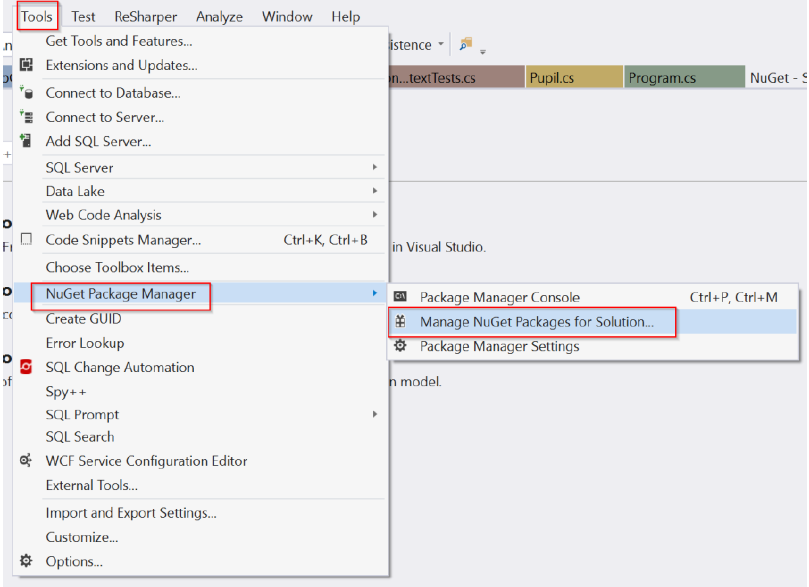 Tools Test ReSharper Analyze Window Help
Get Tools and Features...
Extensions and Updates...
Connect to Database...
Connect to Server...
Add SQL Server...
SQL Server
Data Lake
Web Code Analysis
Code Snippets Manager... Ctrl+K, Ctrl+B
Choose Toolbox Items...
NuGet Package Manager
Create GUID
Error Lookup
SQL Change Automation
Spy++
SQL Prompt
SQL Search
WCF Service Configuration Editor
External Tools...
Import and Export Settings...
Customize...
Options...
Package Manager Console Ctrl+P, Ctrl+M
Manage NuGet Packages for Solution...
Package Manager Settings
istence
...textTests.cs Pupil.cs Program.cs NuGet - S
in Visual Studio.
n model.